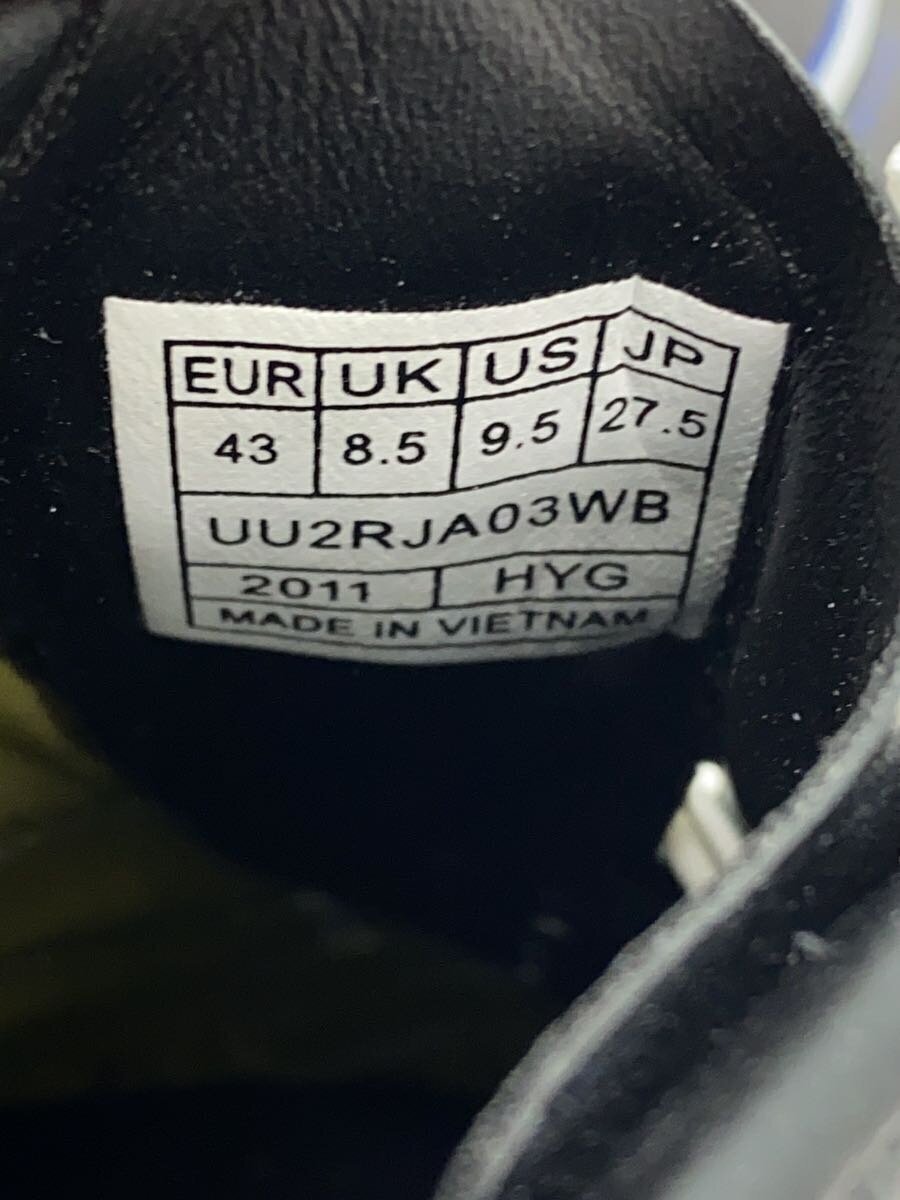 EUR UK US JP
43 8.5 9.5 27.5
UU2RJA03WB
2011 HYG
MADE IN VIETNAM